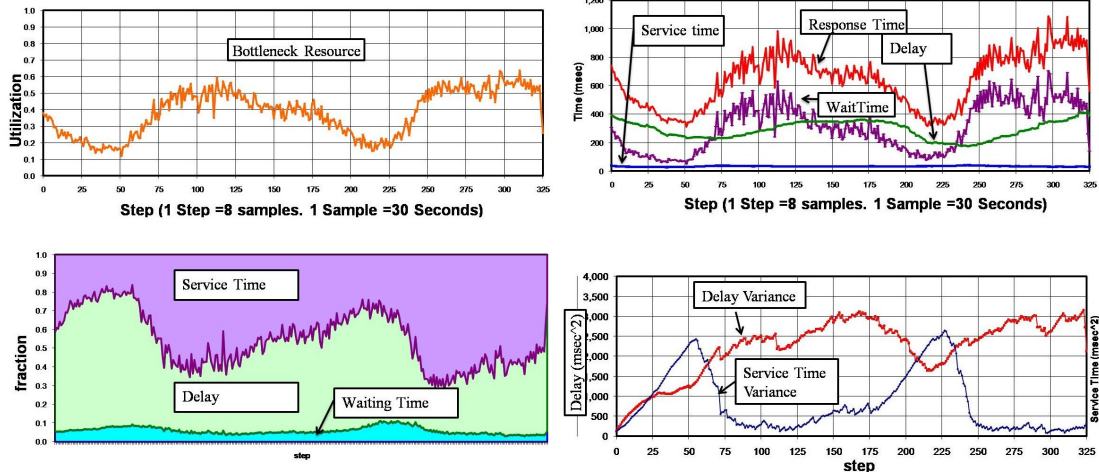 1.0
0.9
0.8
0.7
0.6
0.5
0.4
0.3
0.2
0.1
0.0
Utilization
Bottleneck Resource
0 25 50 75 100 125 150 175 200 225 250 275 300 325
Step (1 Step =8 samples. 1 Sample =30 Seconds)
1,200
1,000
800
600
400
200
0
Time (msec)
Service time
Response Time
Delay
WaitTime
0 25 50 75 100 125 150 175 200 225 250 275 300 325
Step (1 Step =8 samples. 1 Sample =30 Seconds)
1.0
0.9
0.8
0.7
0.6
0.5
0.4
0.3
0.2
0.1
0.0
fraction
Service Time
Delay
Waiting Time
step
4,000
3,500
3,000
2,500
2,000
,500
,000
500
0
Delay (msec^2)
Delay Variance
Service Time
Variance
Service Time (msec^2)
0 25 50 75 100 125 150 175 200 225 250 275 300 325
step